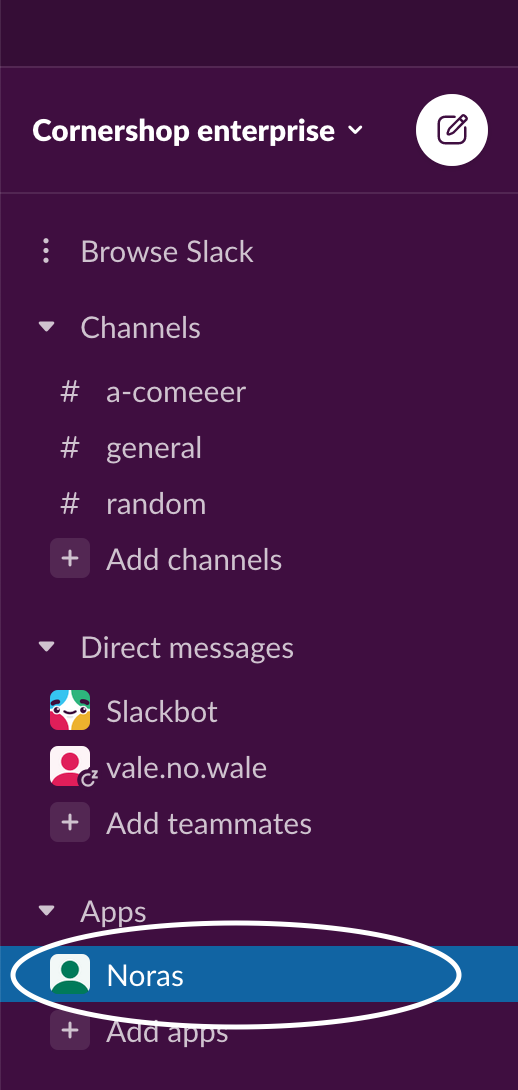 Cornershop enterprise
Browse Slack
Channels
# a-comeeer
# general
# random
+ Add channels
Direct messages
Slackbot
vale.no.wale
+ Add teammates
Apps
Noras
+ Add apps